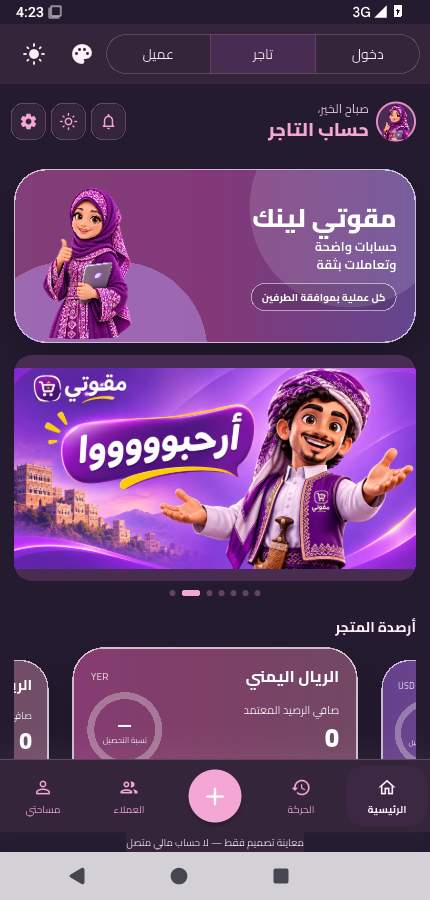 4:23
3G
دخول
تاجر
عميل
صباح الخير،
حساب التاجر
مقوتي لينك
حسابات واضحة
وتعاملات بثقة
كل عملية بموافقة الطرفين
مقوتي
أرحبوووووا
مقوتي
أرصدة المتجر
الريال اليمني
YER
صافي الرصيد المعتمد
0
—
نسبة التحصيل
USD
0
الرئيسية
الحركة
العملاء
مساحتي
معاينة تصميم فقط — لا حساب مالي متصل